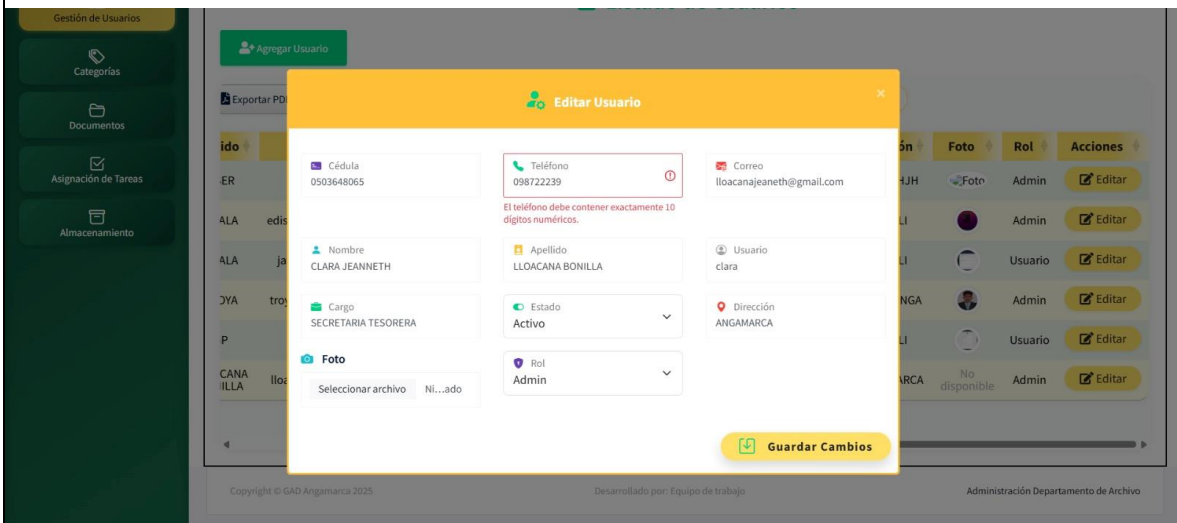 Gestión de Usuarios
Agregar Usuario
Categorías
Exportar PD
Editar Usuario
×
Documentos
ido ón Foto Rol Acciones
Cédula Teléfono Correo
0503648065 098722239 lloacanajeaneth@gmail.com
El teléfono debe contener exactamente 10
dígitos numéricos.
Asignación de Tareas
ER HJH Foto Admin Editar
Almacenamiento
ALA edis LI Admin Editar
Nombre Apellido Usuario
CLARA JEANNETH LLOACANA BONILLA clara
ALA ja LI Usuario Editar
Cargo Estado Dirección
SECRETARIA TESORERA Activo ANGAMARCA
OYA troy NGA Admin Editar
P LI Usuario Editar
Foto Rol
Seleccionar archivo Ni...ado Admin
CANA lloa ARCA No Admin Editar
ILLA disponible
Guardar Cambios
Copyright © GAD Angamarca 2025 Desarrollado por: Equipo de trabajo Administración Departamento de Archivo